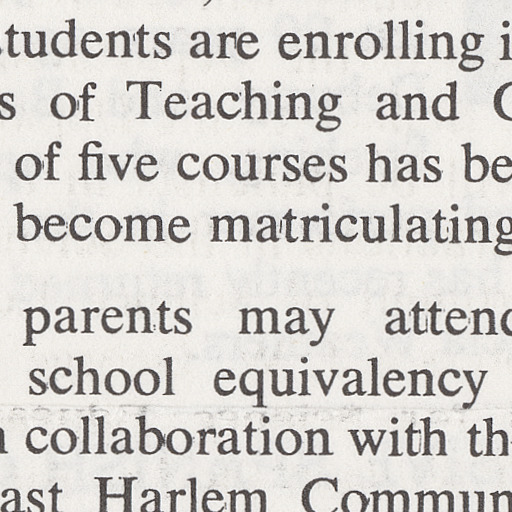 tudents are enrolling i
s of Teaching and C
of five courses has be
become matriculating
parents may attend
school equivalency
collaboration with th
ast Harlem Commun